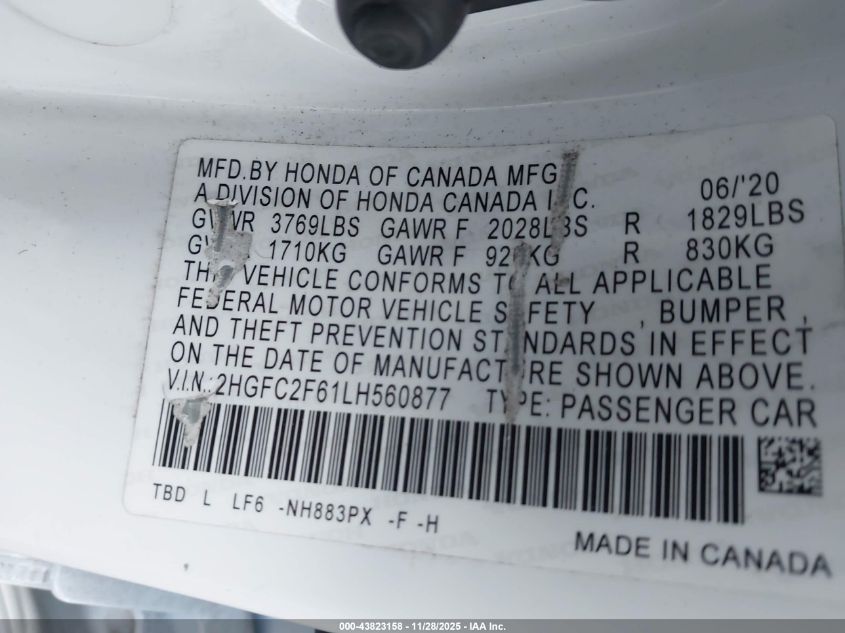 MFD.BY HONDA OF CANADA MFG
A DIVISION OF HONDA CANADA 06/'20
3769LBS GAWR F 2028LBS R 1829LBS
1710KG GAWR F R 830KG
VEHICLE CONFORMS ALL APPLICABLE
FEDERAL MOTOR VEHICLE SAFETY , BUMPER ,
AND THEFT PREVENTION STANDARDS IN EFFECT
ON THE DATE OF MANUFACTURE SHOWN ABOVE.
V.I.N.:2HGFC2F61LH560877 TYPE: PASSENGER CAR
TBD L LF6 -NH883PX -F -H
MADE IN CANADA
000-43823158 - 11/28/2025 - IAA Inc.